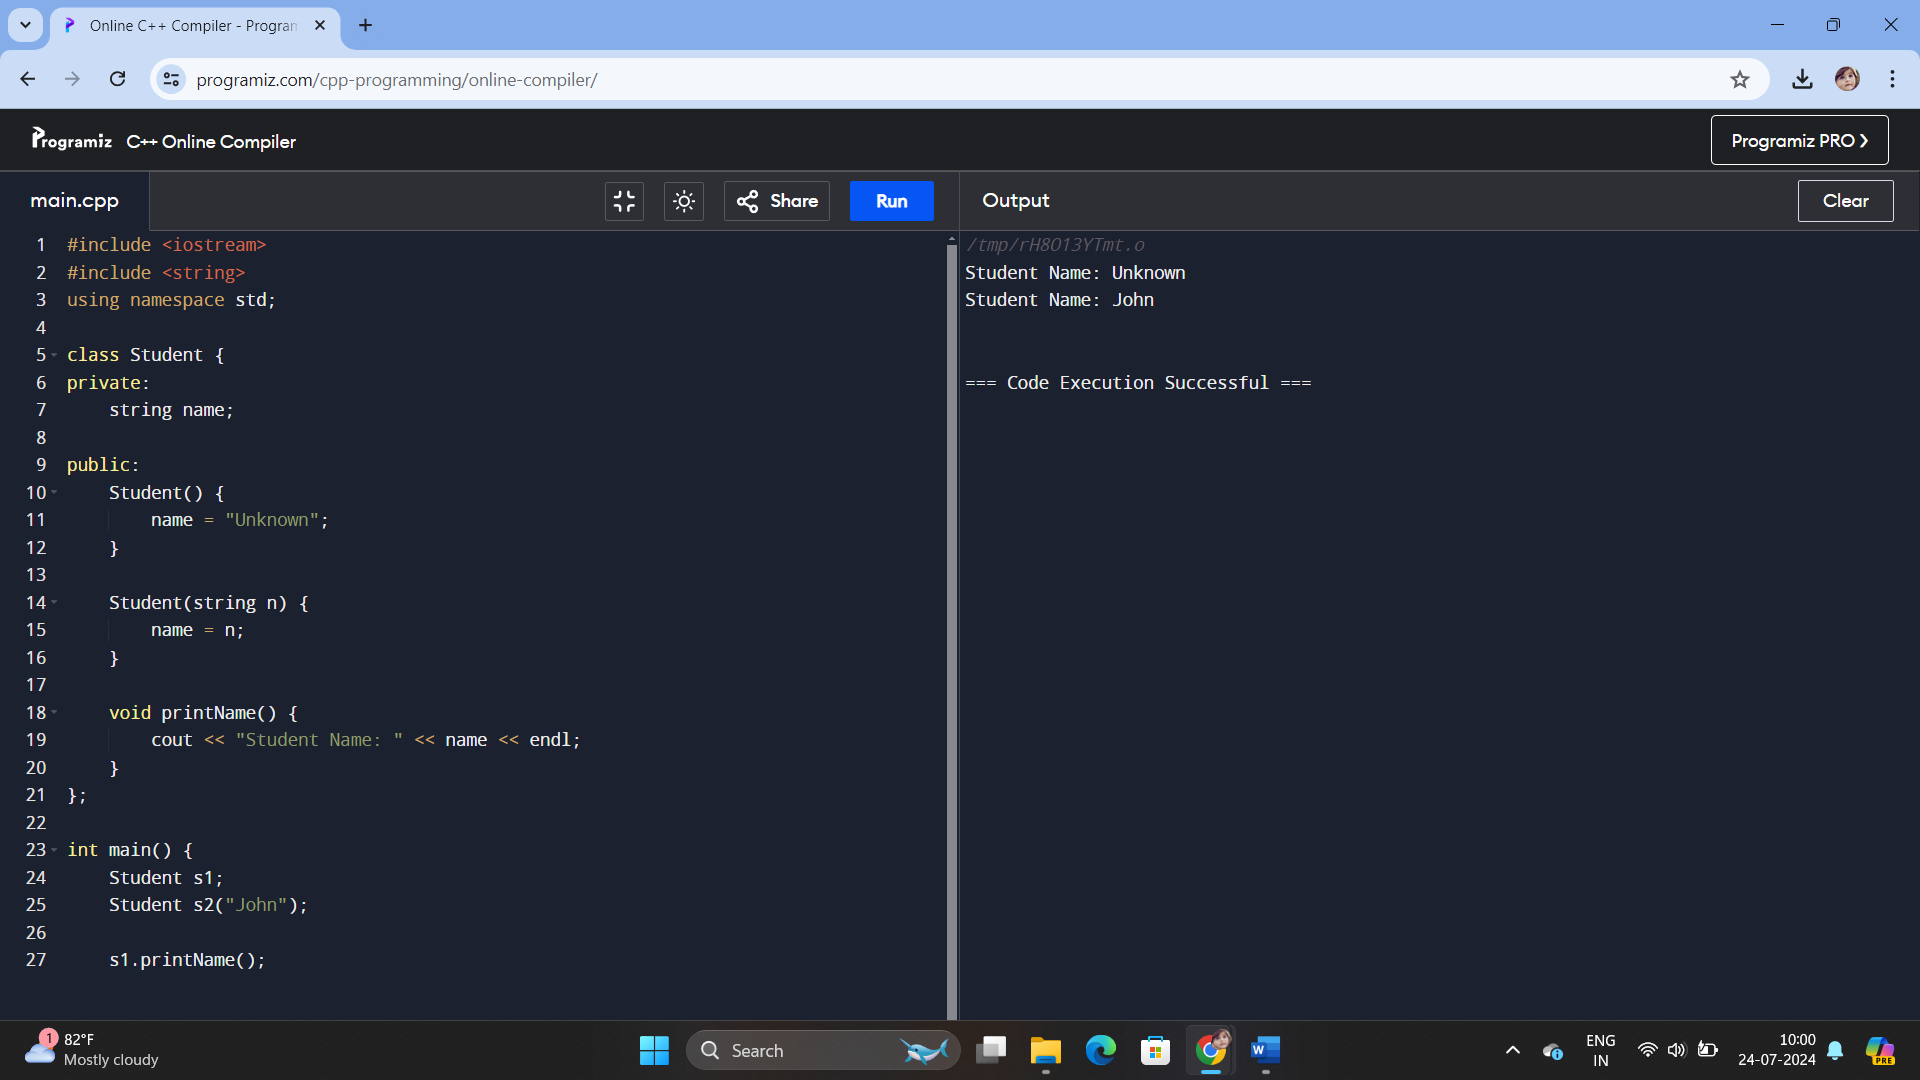 Online C++ Compiler - Program
programiz.com/cpp-programming/online-compiler/
Programiz C++ Online Compiler
Programiz PRO
main.cpp
Share
Run
Output
Clear
1 #include <iostream>
2 #include <string>
3 using namespace std;
4
5 class Student {
6 private:
7     string name;
8
9 public:
10     Student() {
11         name = "Unknown";
12     }
13
14     Student(string n) {
15         name = n;
16     }
17
18     void printName() {
19         cout << "Student Name: " << name << endl;
20     }
21 };
22
23 int main() {
24     Student s1;
25     Student s2("John");
26
27     s1.printName();
/tmp/rH8O13YTmt.o
Student Name: Unknown
Student Name: John
=== Code Execution Successful ===
1
82°F
Mostly cloudy
Search
W
ENG
IN
10:00
24-07-2024
PRE